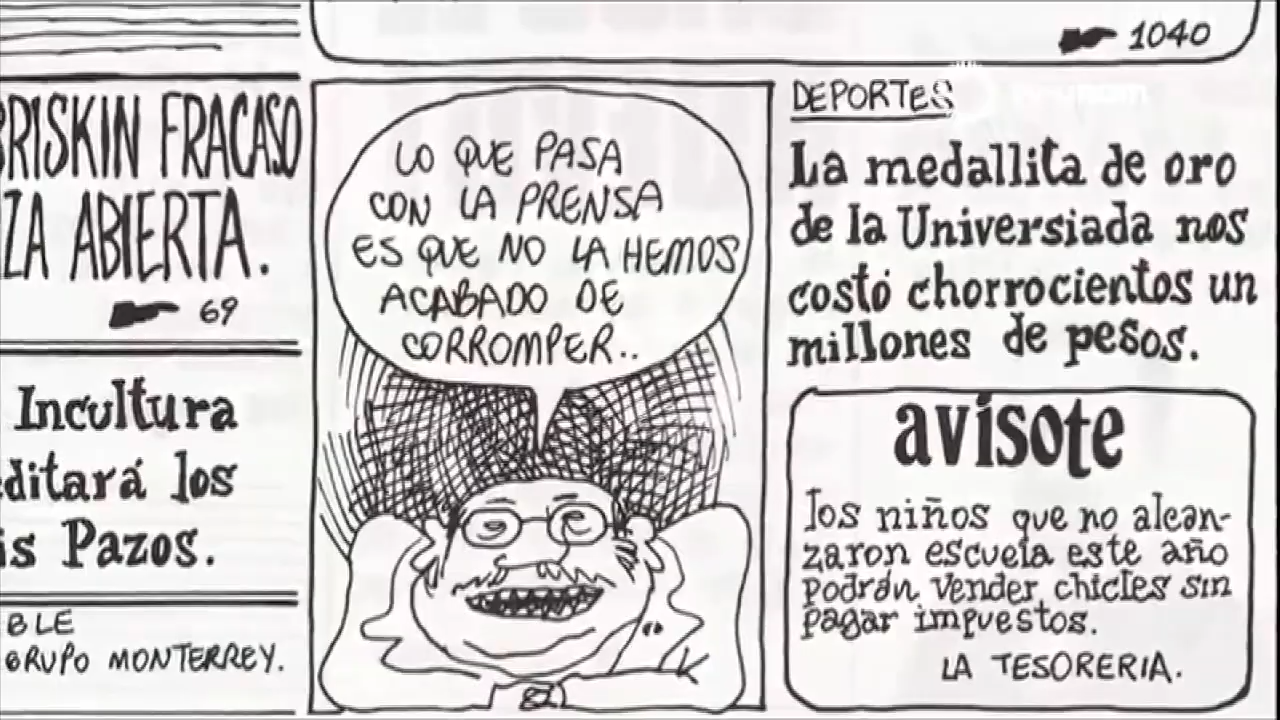 1040
RISKIN FRACASO
ZA ABIERTA.
69
Incultura
ditará los
is Pazos.
BLE
GRUPO MONTERREY.
LO QUE PASA
CON LA PRENSA
ES QUE NO LA HEMOS
ACABADO DE
CORROMPER..
DEPORTES
La medallita de oro
de la Universiada nos
costó chorrocientos un
millones de pesos.
avisote
los niños que no alcan-
zaron escuela este año
podrán vender chicles sin
pagar impuestos.
LA TESORERIA.